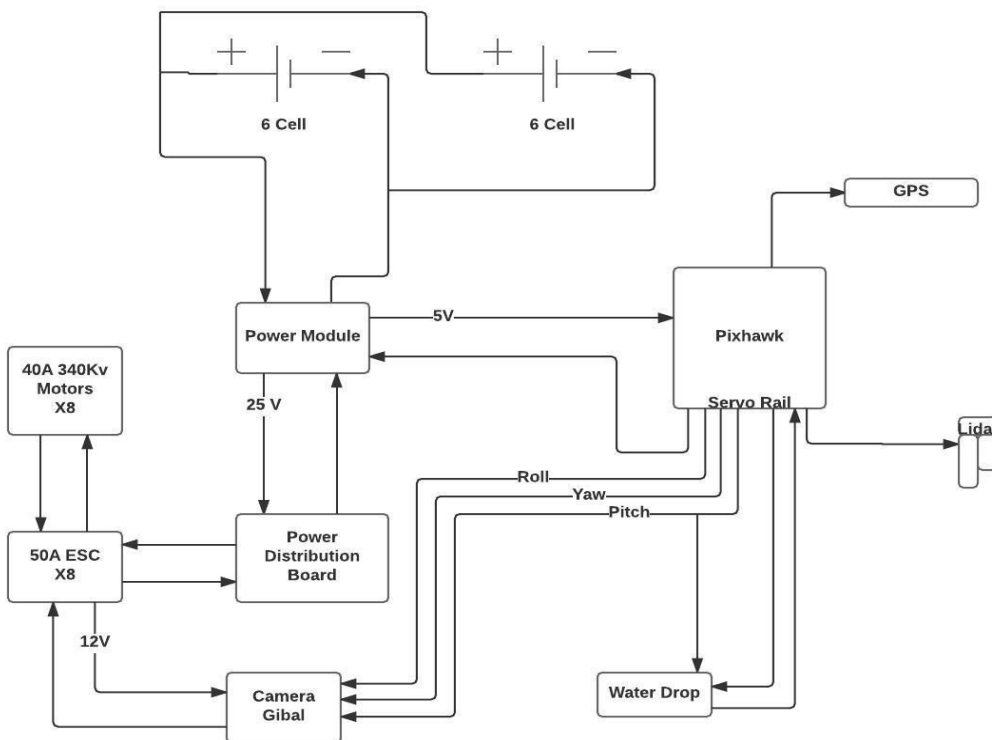 + − + −
6 Cell
6 Cell
GPS
Power Module
5V
Pixhawk
Servo Rail
40A 340Kv
Motors
X8
25 V
Lida
Roll
Yaw
Pitch
50A ESC
X8
Power
Distribution
Board
12V
Camera
Gibal
Water Drop